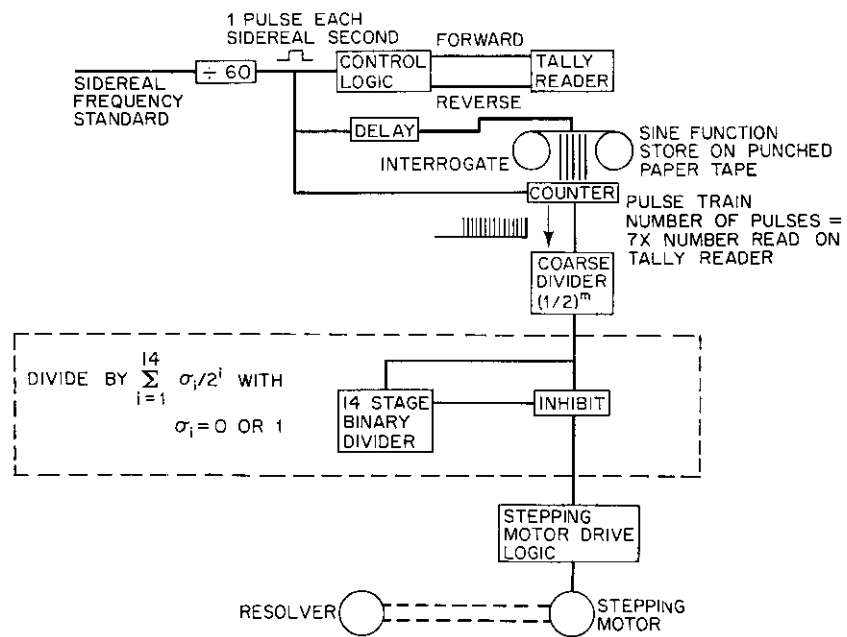 1 PULSE EACH
SIDEREAL SECOND
÷ 60
SIDEREAL
FREQUENCY
STANDARD
CONTROL
LOGIC
FORWARD
REVERSE
TALLY
READER
DELAY
INTERROGATE
SINE FUNCTION
STORE ON PUNCHED
PAPER TAPE
COUNTER
PULSE TRAIN
NUMBER OF PULSES =
7X NUMBER READ ON
TALLY READER
COARSE
DIVIDER
(1/2)^m
DIVIDE BY \sum_{i=1}^{14} σ_i/2^i WITH
σ_i = 0 OR 1
14 STAGE
BINARY
DIVIDER
INHIBIT
STEPPING
MOTOR DRIVE
LOGIC
RESOLVER
STEPPING
MOTOR